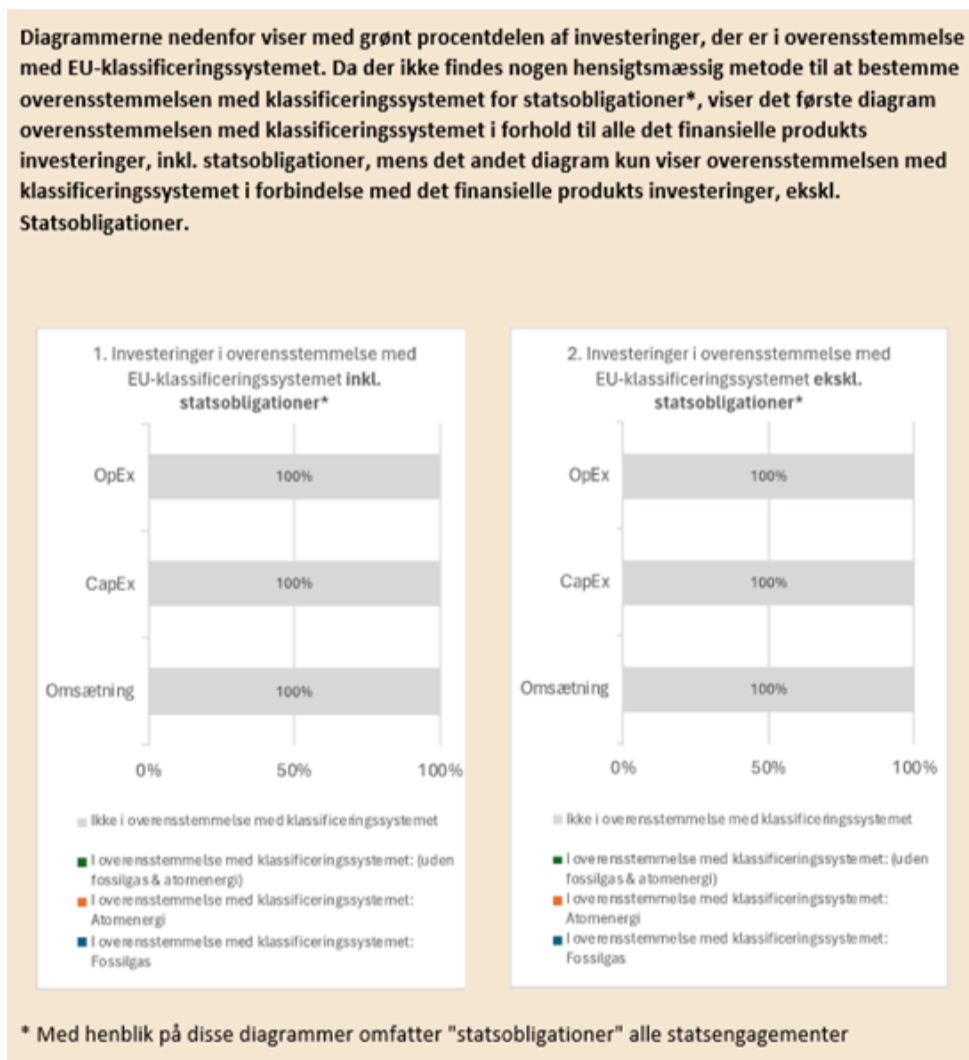 Diagrammerne nedenfor viser med grønt procentdelen af investeringer, der er i overensstemmelse
med EU-klassificeringssystemet. Da der ikke findes nogen hensigtsmæssig metode til at bestemme
overensstemmelsen med klassificeringssystemet for statsobligationer*, viser det første diagram
overensstemmelsen med klassificeringssystemet i forhold til alle det finansielle produkts
investeringer, inkl. statsobligationer, mens det andet diagram kun viser overensstemmelsen med
klassificeringssystemet i forbindelse med det finansielle produkts investeringer, ekskl.
Statsobligationer.
1. Investeringer i overensstemmelse med
EU-klassificeringssystemet inkl.
statsobligationer*
OpEx
100%
CapEx
100%
Omsætning
100%
0% 50% 100%
Ikke i overensstemmelse med klassificeringssystemet
I overensstemmelse med klassificeringssystemet: (uden
fossilgas & atomenergi)
I overensstemmelse med klassificeringssystemet:
Atomenergi
I overensstemmelse med klassificeringssystemet:
Fossilgas
2. Investeringer i overensstemmelse med
EU-klassificeringssystemet ekskl.
statsobligationer*
OpEx
100%
CapEx
100%
Omsætning
100%
0% 50% 100%
Ikke i overensstemmelse med klassificeringssystemet
I overensstemmelse med klassificeringssystemet: (uden
fossilgas & atomenergi)
I overensstemmelse med klassificeringssystemet:
Atomenergi
I overensstemmelse med klassificeringssystemet:
Fossilgas
* Med henblik på disse diagrammer omfatter "statsobligationer" alle statsengagementer